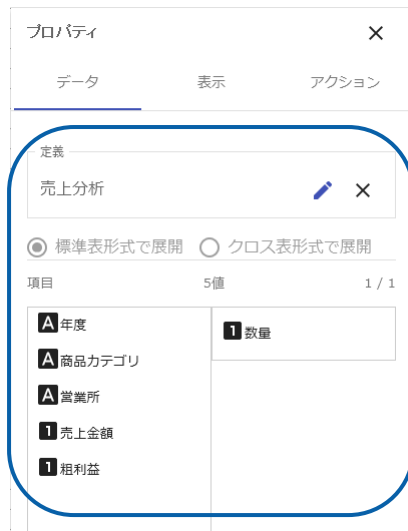 プロパティ ×
データ 表示 アクション
定義
売上分析
標準表形式で展開 クロス表形式で展開
項目 5値 1 / 1
A 年度
1 数量
A 商品カテゴリ
A 営業所
1 売上金額
1 粗利益